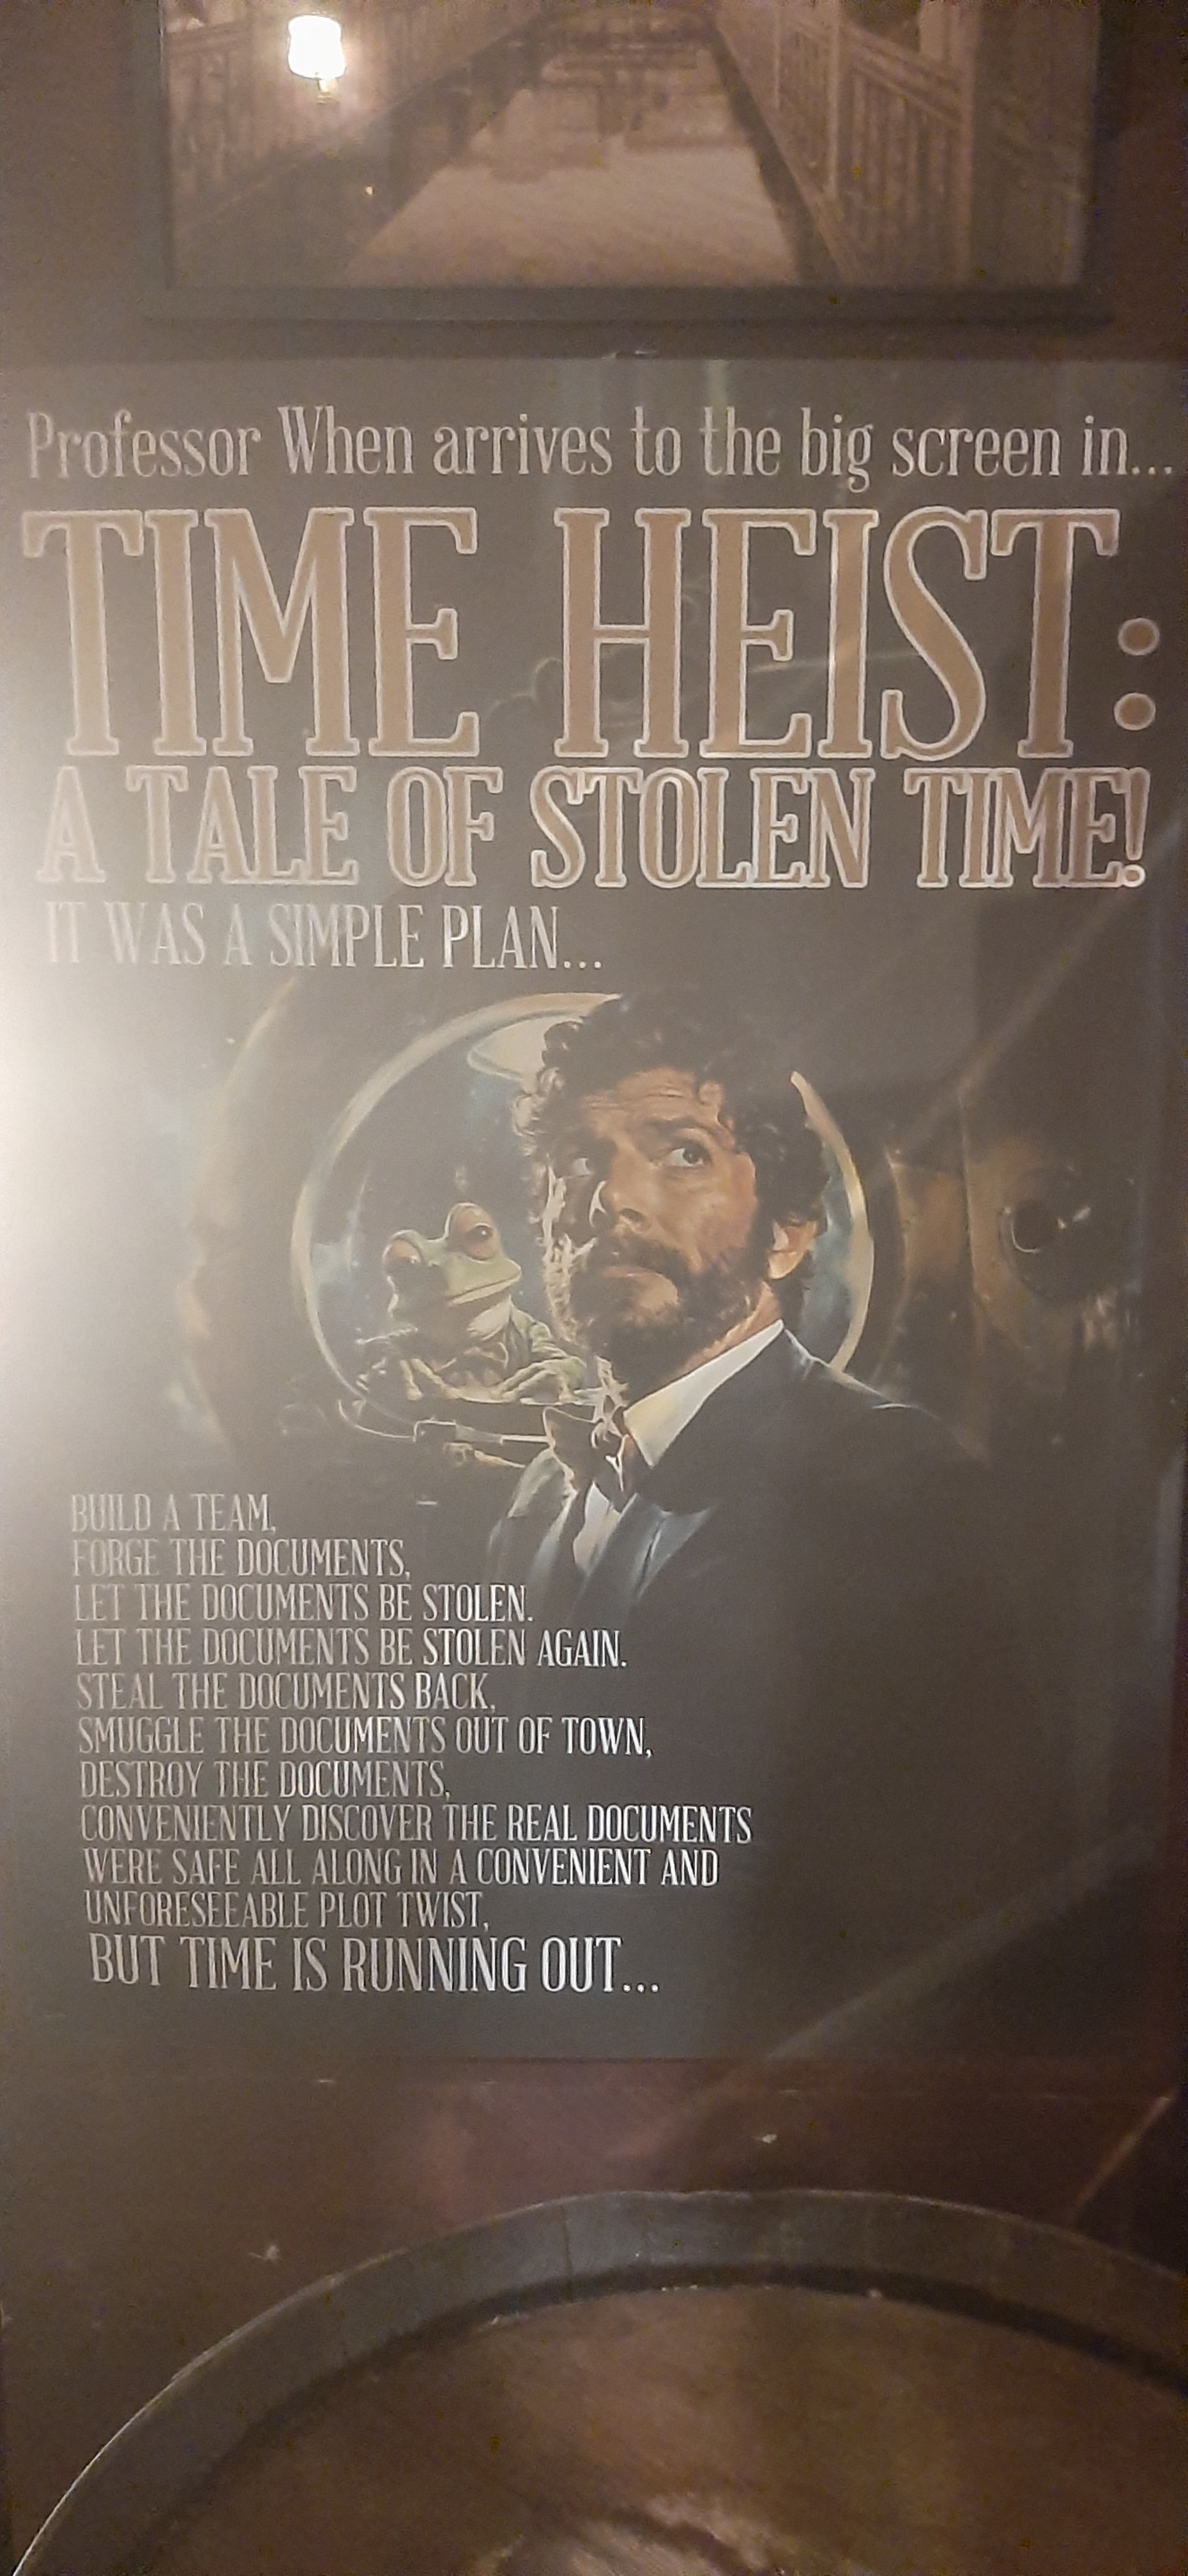 Professor When arrives to the big screen in...
TIME HEIST:
A TALE OF STOLEN TIME!
IT WAS A SIMPLE PLAN...
BUILD A TEAM,
FORGE THE DOCUMENTS,
LET THE DOCUMENTS BE STOLEN.
LET THE DOCUMENTS BE STOLEN AGAIN.
STEAL THE DOCUMENTS BACK,
SMUGGLE THE DOCUMENTS OUT OF TOWN,
DESTROY THE DOCUMENTS,
CONVENIENTLY DISCOVER THE REAL DOCUMENTS
WERE SAFE ALL ALONG IN A CONVENIENT AND
UNFORESEEABLE PLOT TWIST,
BUT TIME IS RUNNING OUT...